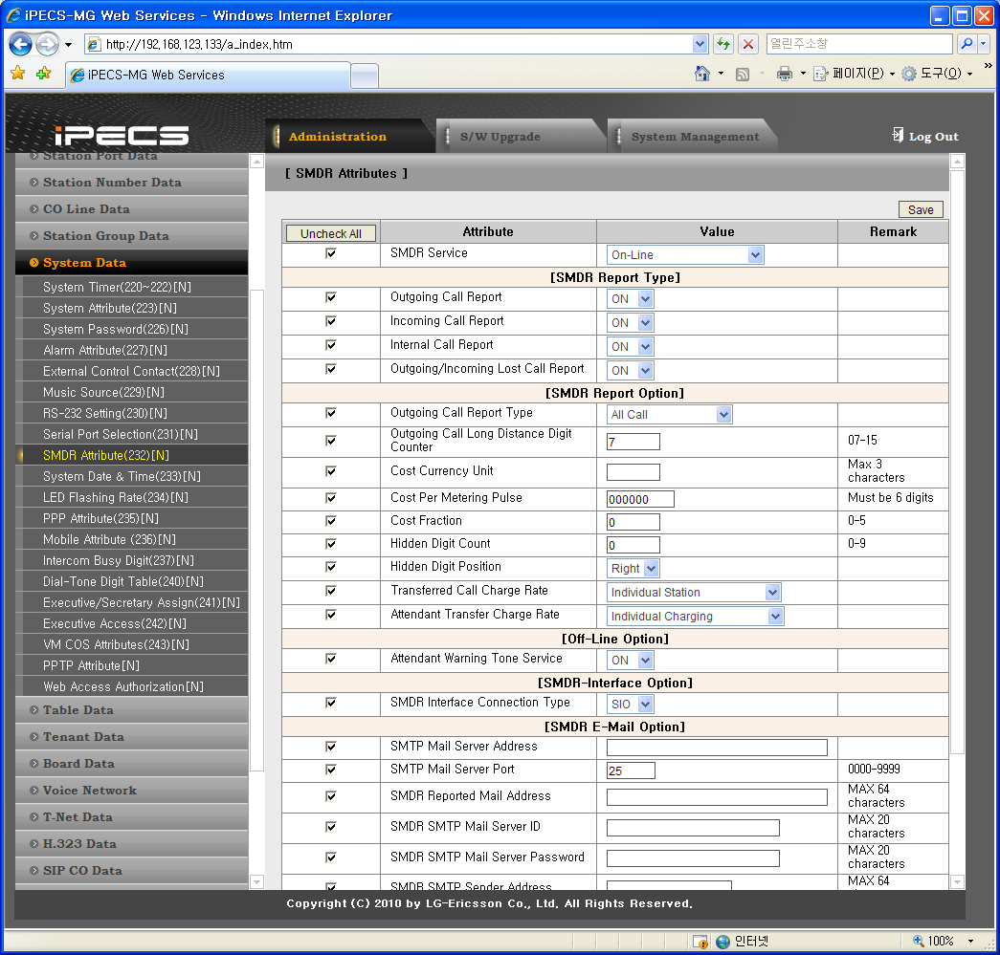 iPECS-MG Web Services - Windows Internet Explorer
http://192.168.123.133/a_index.htm
열린주소창
iPECS-MG Web Services
페이지(P)
도구(O)
iPECS
Administration
S/W Upgrade
System Management
Log Out
Station Port Data
Station Number Data
CO Line Data
Station Group Data
System Data
System Timer(220~222)[N]
System Attribute(223)[N]
System Password(226)[N]
Alarm Attribute(227)[N]
External Control Contact(228)[N]
Music Source(229)[N]
RS-232 Setting(230)[N]
Serial Port Selection(231)[N]
SMDR Attribute(232)[N]
System Date & Time(233)[N]
LED Flashing Rate(234)[N]
PPP Attribute(235)[N]
Mobile Attribute (236)[N]
Intercom Busy Digit(237)[N]
Dial-Tone Digit Table(240)[N]
Executive/Secretary Assign(241)[N]
Executive Access(242)[N]
VM COS Attributes(243)[N]
PPTP Attribute[N]
Web Access Authorization[N]
Table Data
Tenant Data
Board Data
Voice Network
T-Net Data
H.323 Data
SIP CO Data
[ SMDR Attributes ]
Save
Uncheck All Attribute Value Remark
SMDR Service On-Line
[SMDR Report Type]
Outgoing Call Report ON
Incoming Call Report ON
Internal Call Report ON
Outgoing/Incoming Lost Call Report ON
[SMDR Report Option]
Outgoing Call Report Type All Call
Outgoing Call Long Distance Digit
Counter 7 07-15
Cost Currency Unit Max 3
characters
Cost Per Metering Pulse 000000 Must be 6 digits
Cost Fraction 0 0-5
Hidden Digit Count 0 0-9
Hidden Digit Position Right
Transferred Call Charge Rate Individual Station
Attendant Transfer Charge Rate Individual Charging
[Off-Line Option]
Attendant Warning Tone Service ON
[SMDR-Interface Option]
SMDR Interface Connection Type SIO
[SMDR E-Mail Option]
SMTP Mail Server Address
SMTP Mail Server Port 25 0000-9999
SMDR Reported Mail Address MAX 64
characters
SMDR SMTP Mail Server ID MAX 20
characters
SMDR SMTP Mail Server Password MAX 20
characters
SMDR SMTP Sender Address MAX 64
Copyright (C) 2010 by LG-Ericsson Co., Ltd. All Rights Reserved.
인터넷
100%